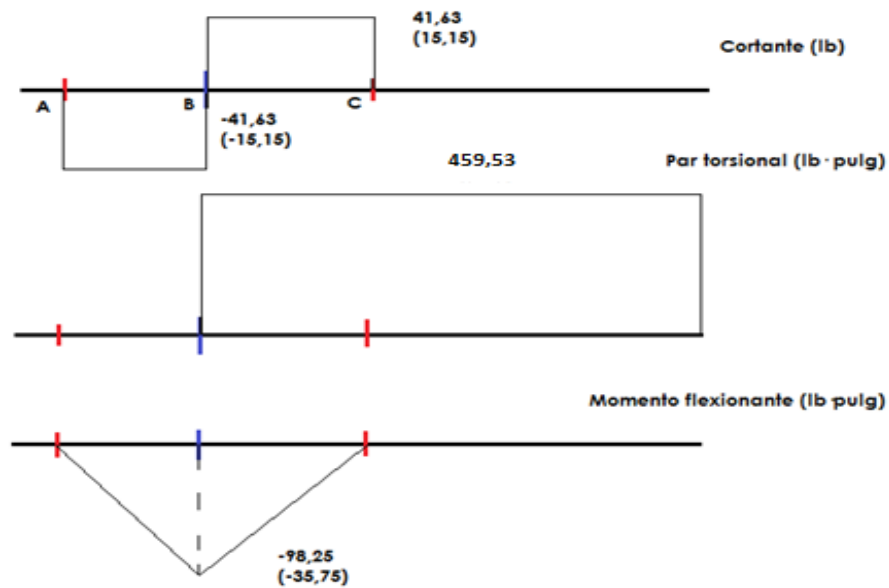 41,63
(15,15)
Cortante (lb)
A
B
C
-41,63
(-15,15)
459,53
Par torsional (lb·pulg)
Momento flexionante (lb·pulg)
-98,25
(-35,75)